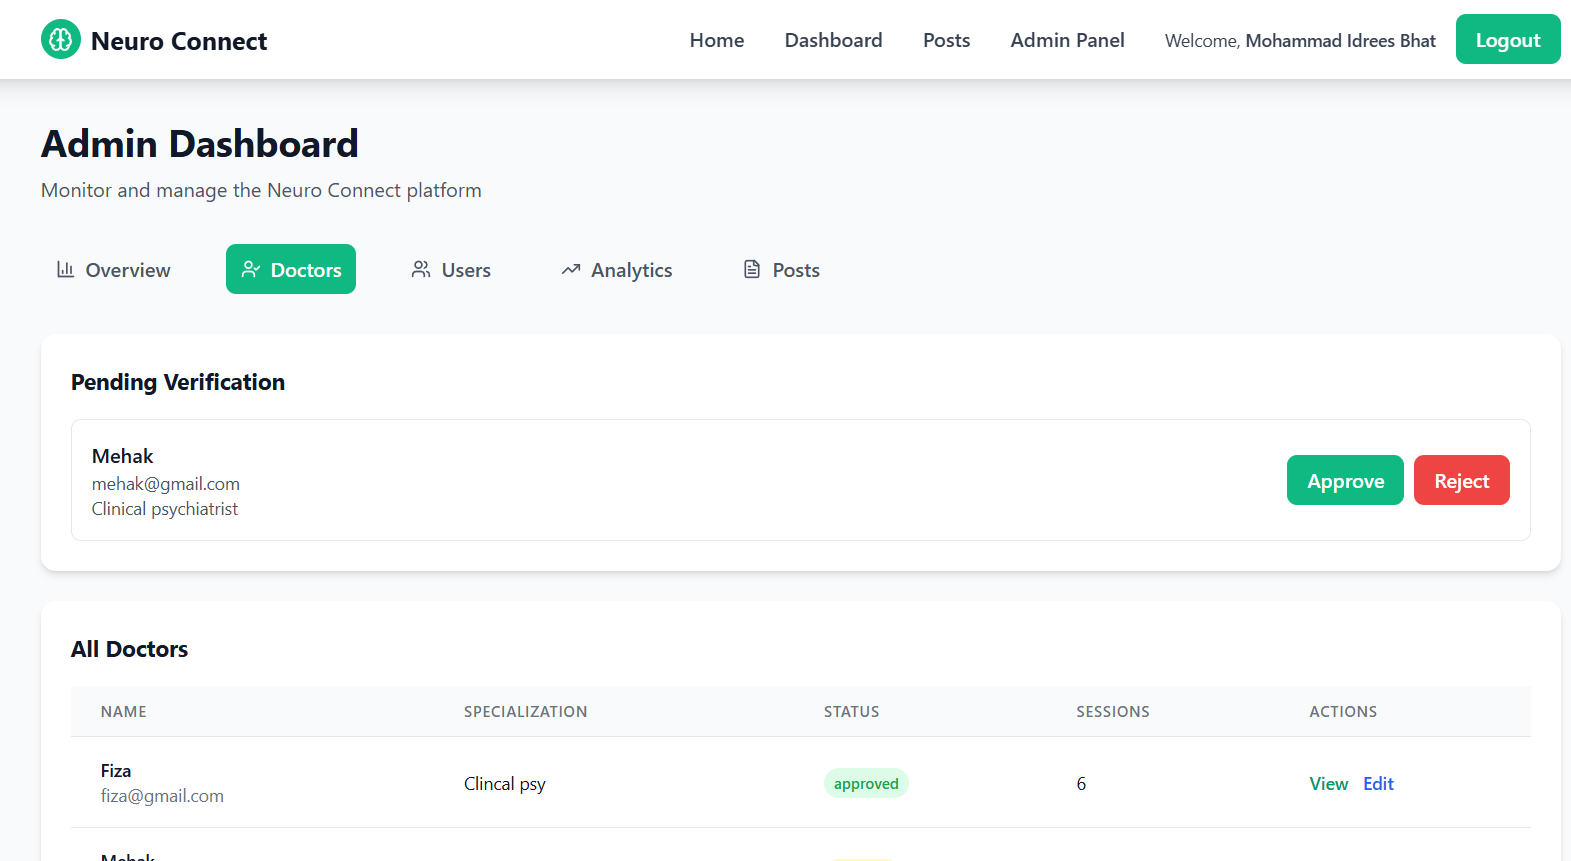 Neuro Connect
Home Dashboard Posts Admin Panel Welcome, Mohammad Idrees Bhat Logout
Admin Dashboard
Monitor and manage the Neuro Connect platform
Overview Doctors Users Analytics Posts
Pending Verification
Mehak
mehak@gmail.com
Clinical psychiatrist
Approve Reject
All Doctors
NAME SPECIALIZATION STATUS SESSIONS ACTIONS
Fiza
fiza@gmail.com
Clincal psy approved 6 View Edit
Mehak